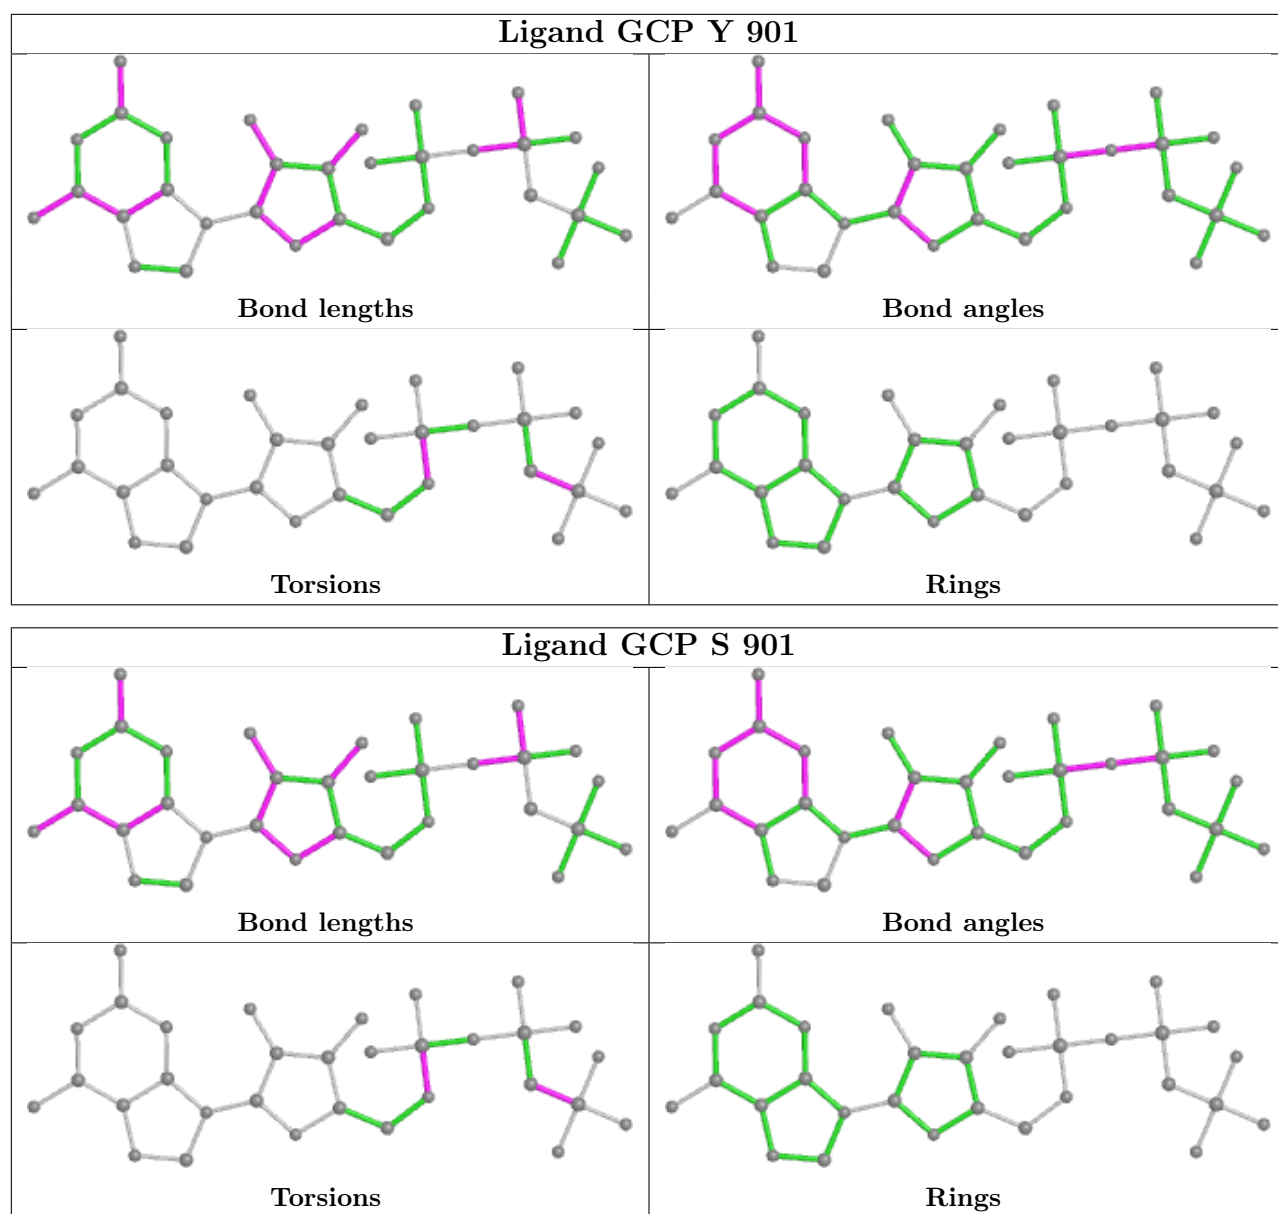 Ligand GCP Y 901
Bond lengths
Bond angles
Torsions
Rings
Ligand GCP S 901
Bond lengths
Bond angles
Torsions
Rings